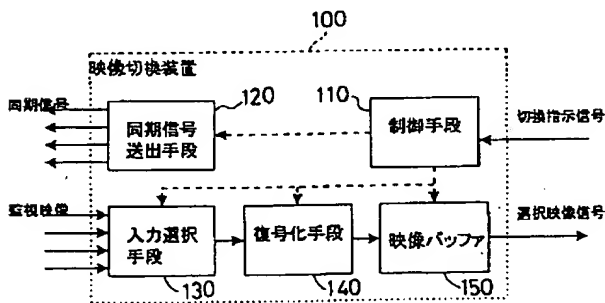 100
映像切換装置
同期信号
120
110
同期信号
送出手段
制御手段
切換指示信号
監視映像
入力選択
手段
復号化手段
映像バッファ
選択映像信号
130
140
150